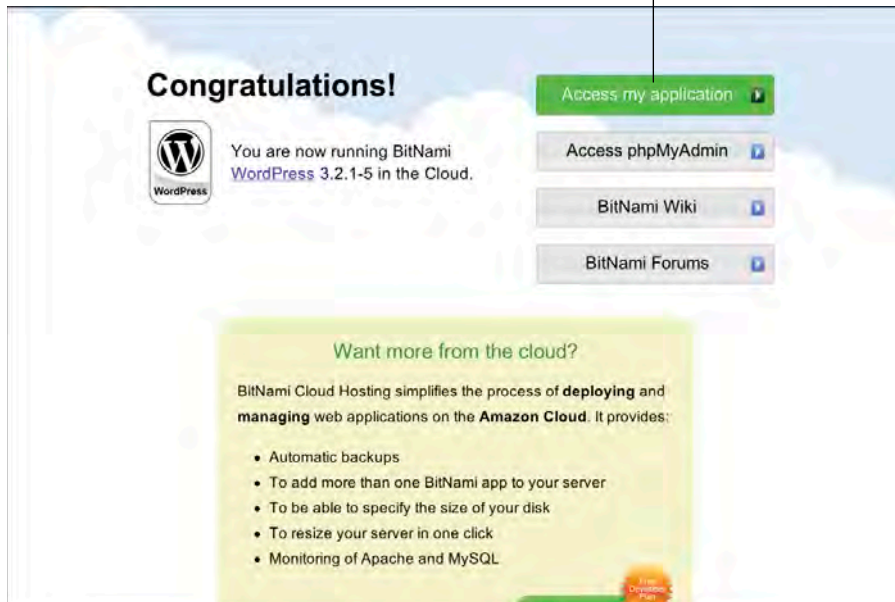 Congratulations!
Access my application
WordPress
You are now running BitNami
WordPress 3.2.1-5 in the Cloud.
Access phpMyAdmin
BitNami Wiki
BitNami Forums
Want more from the cloud?
BitNami Cloud Hosting simplifies the process of deploying and
managing web applications on the Amazon Cloud. It provides:
• Automatic backups
• To add more than one BitNami app to your server
• To be able to specify the size of your disk
• To resize your server in one click
• Monitoring of Apache and MySQL
Free
Developer
Plan